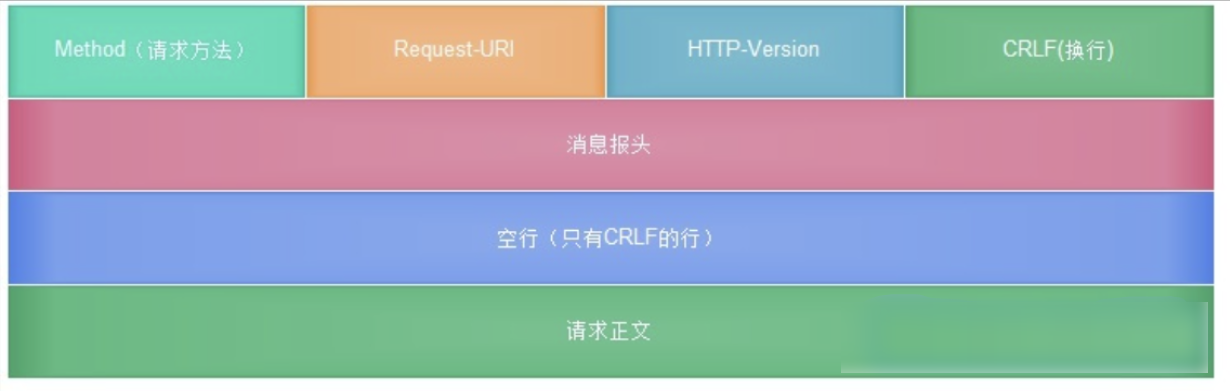 Method（请求方法） Request-URI HTTP-Version CRLF(换行)
消息报头
空行（只有CRLF的行）
请求正文